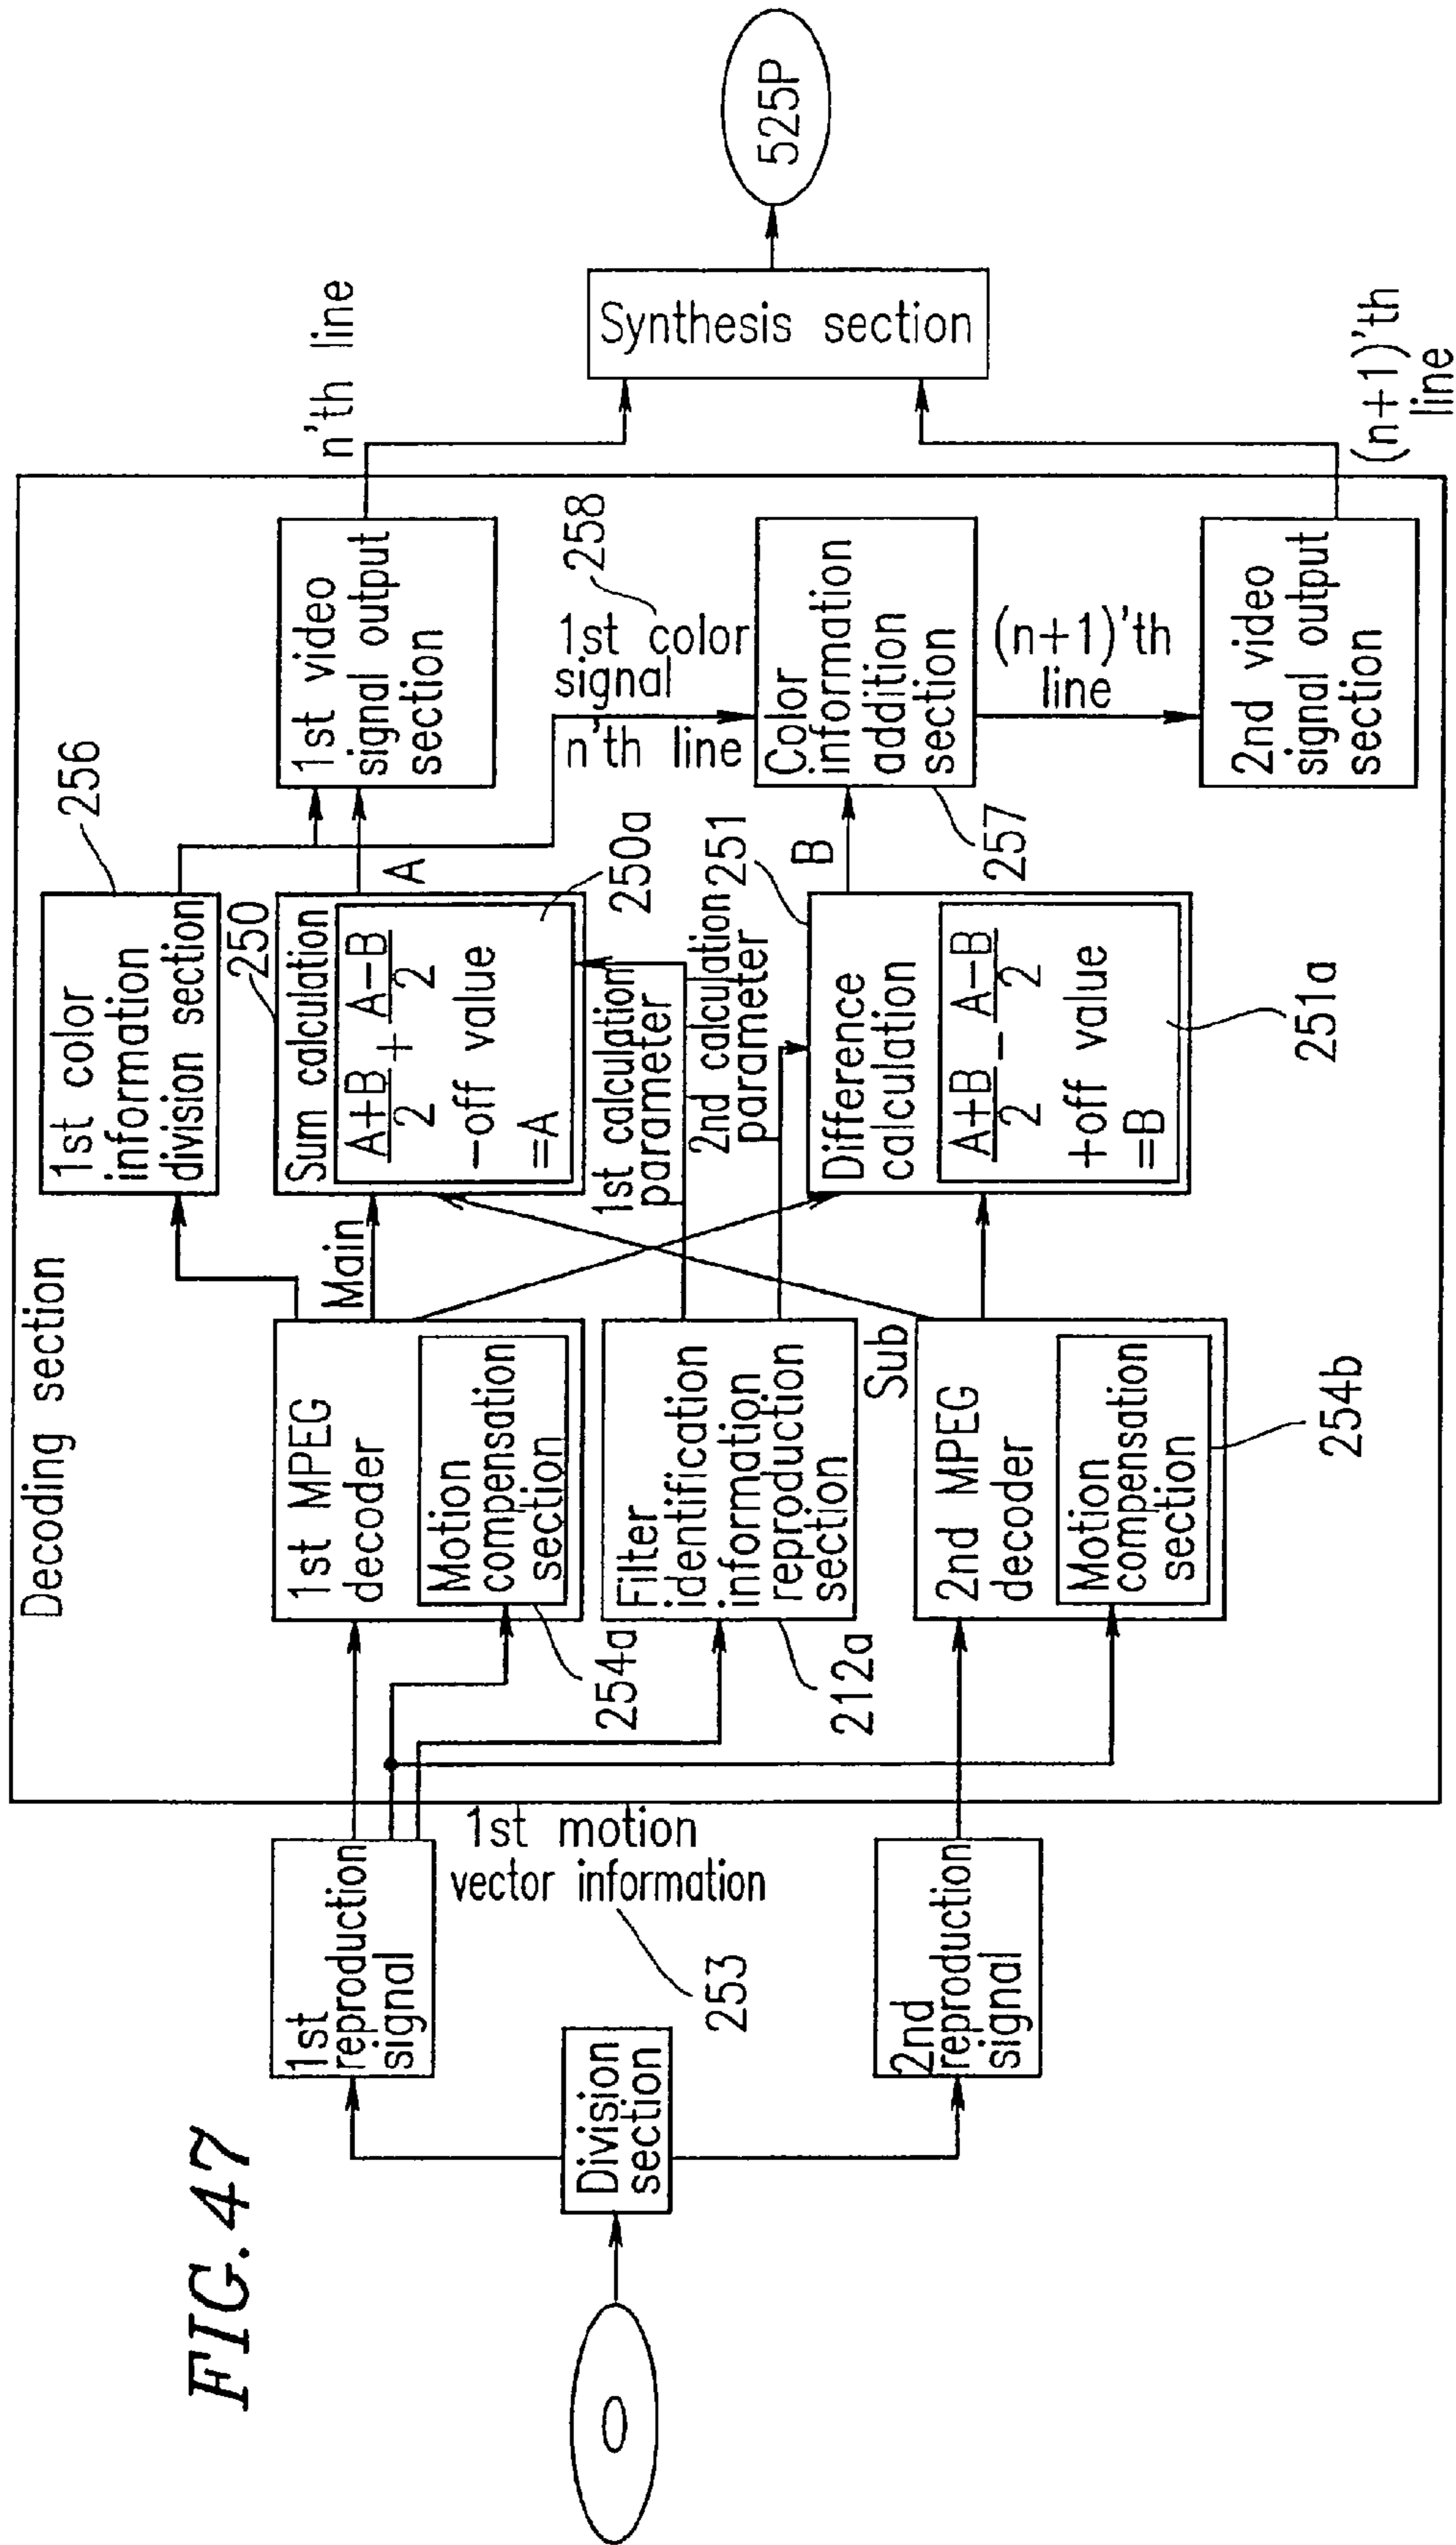 FIG. 47
Division
section
1st
reproduction
signal
2nd
reproduction
signal
1st motion
vector information
253
Decoding section
1st MPEG
decoder
Motion
compensation
section
254a
Filter
identification
information
reproduction
section
212a
Sub
2nd MPEG
decoder
Motion
compensation
section
254b
Main
1st color
information
division section
256
250
Sum calculation
A+B/2 + A-B/2
-off value
=A
250a
A
1st calculation
parameter
2nd calculation
parameter
251
Difference
calculation
A+B/2 - A-B/2
+off value
=B
251a
B
1st video
signal output
section
258
1st color
signal
n'th line
Color
information
addition
section
257
(n+1)'th
line
2nd video
signal output
section
n'th line
(n+1)'th
line
Synthesis section
525P